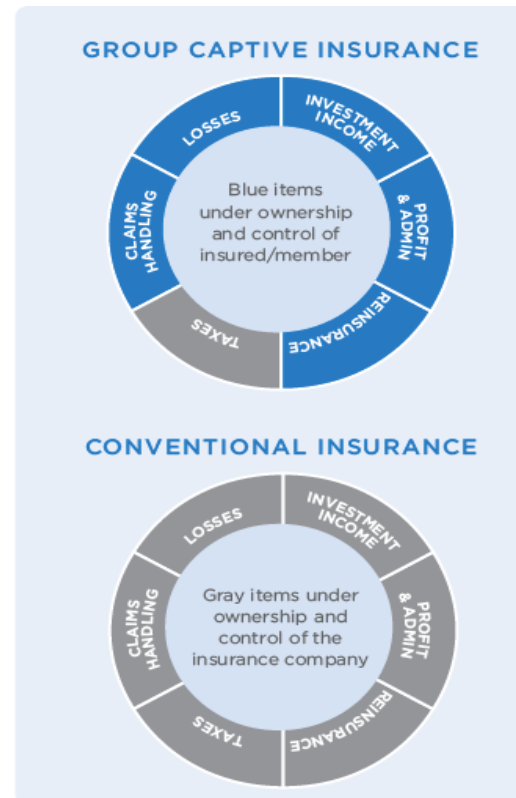 GROUP CAPTIVE INSURANCE
LOSSES
INVESTMENT
INCOME
PROFIT
& ADMIN
REINSURANCE
TAXES
CLAIMS
HANDLING
Blue items
under ownership
and control of
insured/member
CONVENTIONAL INSURANCE
LOSSES
INVESTMENT
INCOME
PROFIT
& ADMIN
REINSURANCE
TAXES
CLAIMS
HANDLING
Gray items under
ownership and
control of the
insurance company